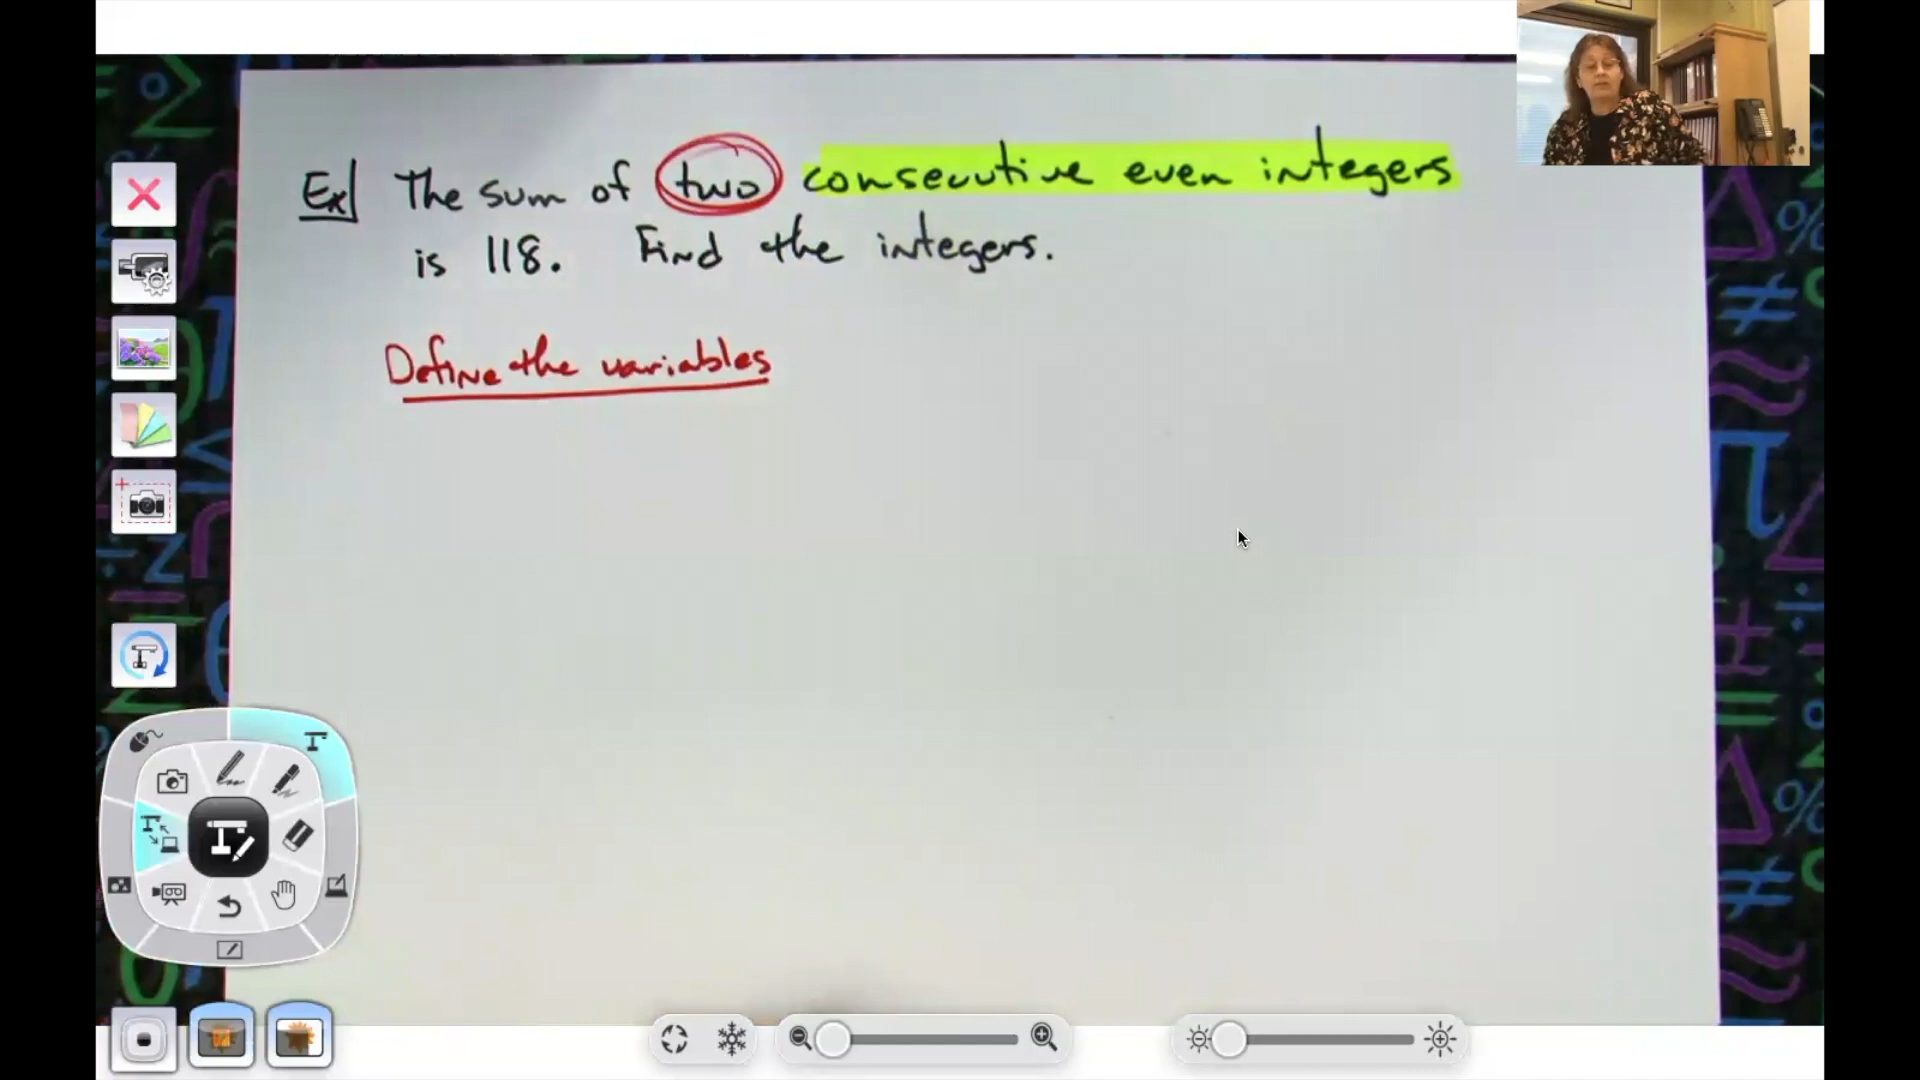 Ex The sum of two consecutive even integers
is 118. Find the integers.
Define the variables